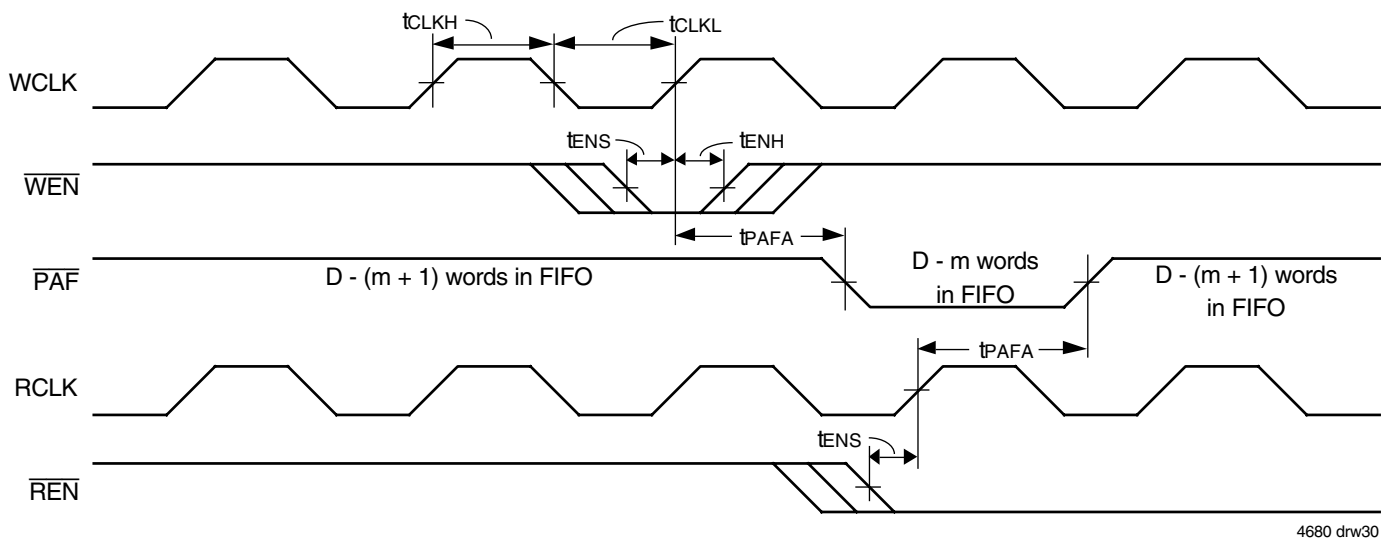 tCLKH
tCLKL
WCLK
tENS
tENH
WEN
tPAFA
PAF
D - (m + 1) words in FIFO
D - m words
in FIFO
D - (m + 1) words
in FIFO
tPAFA
RCLK
tENS
REN
4680 drw30